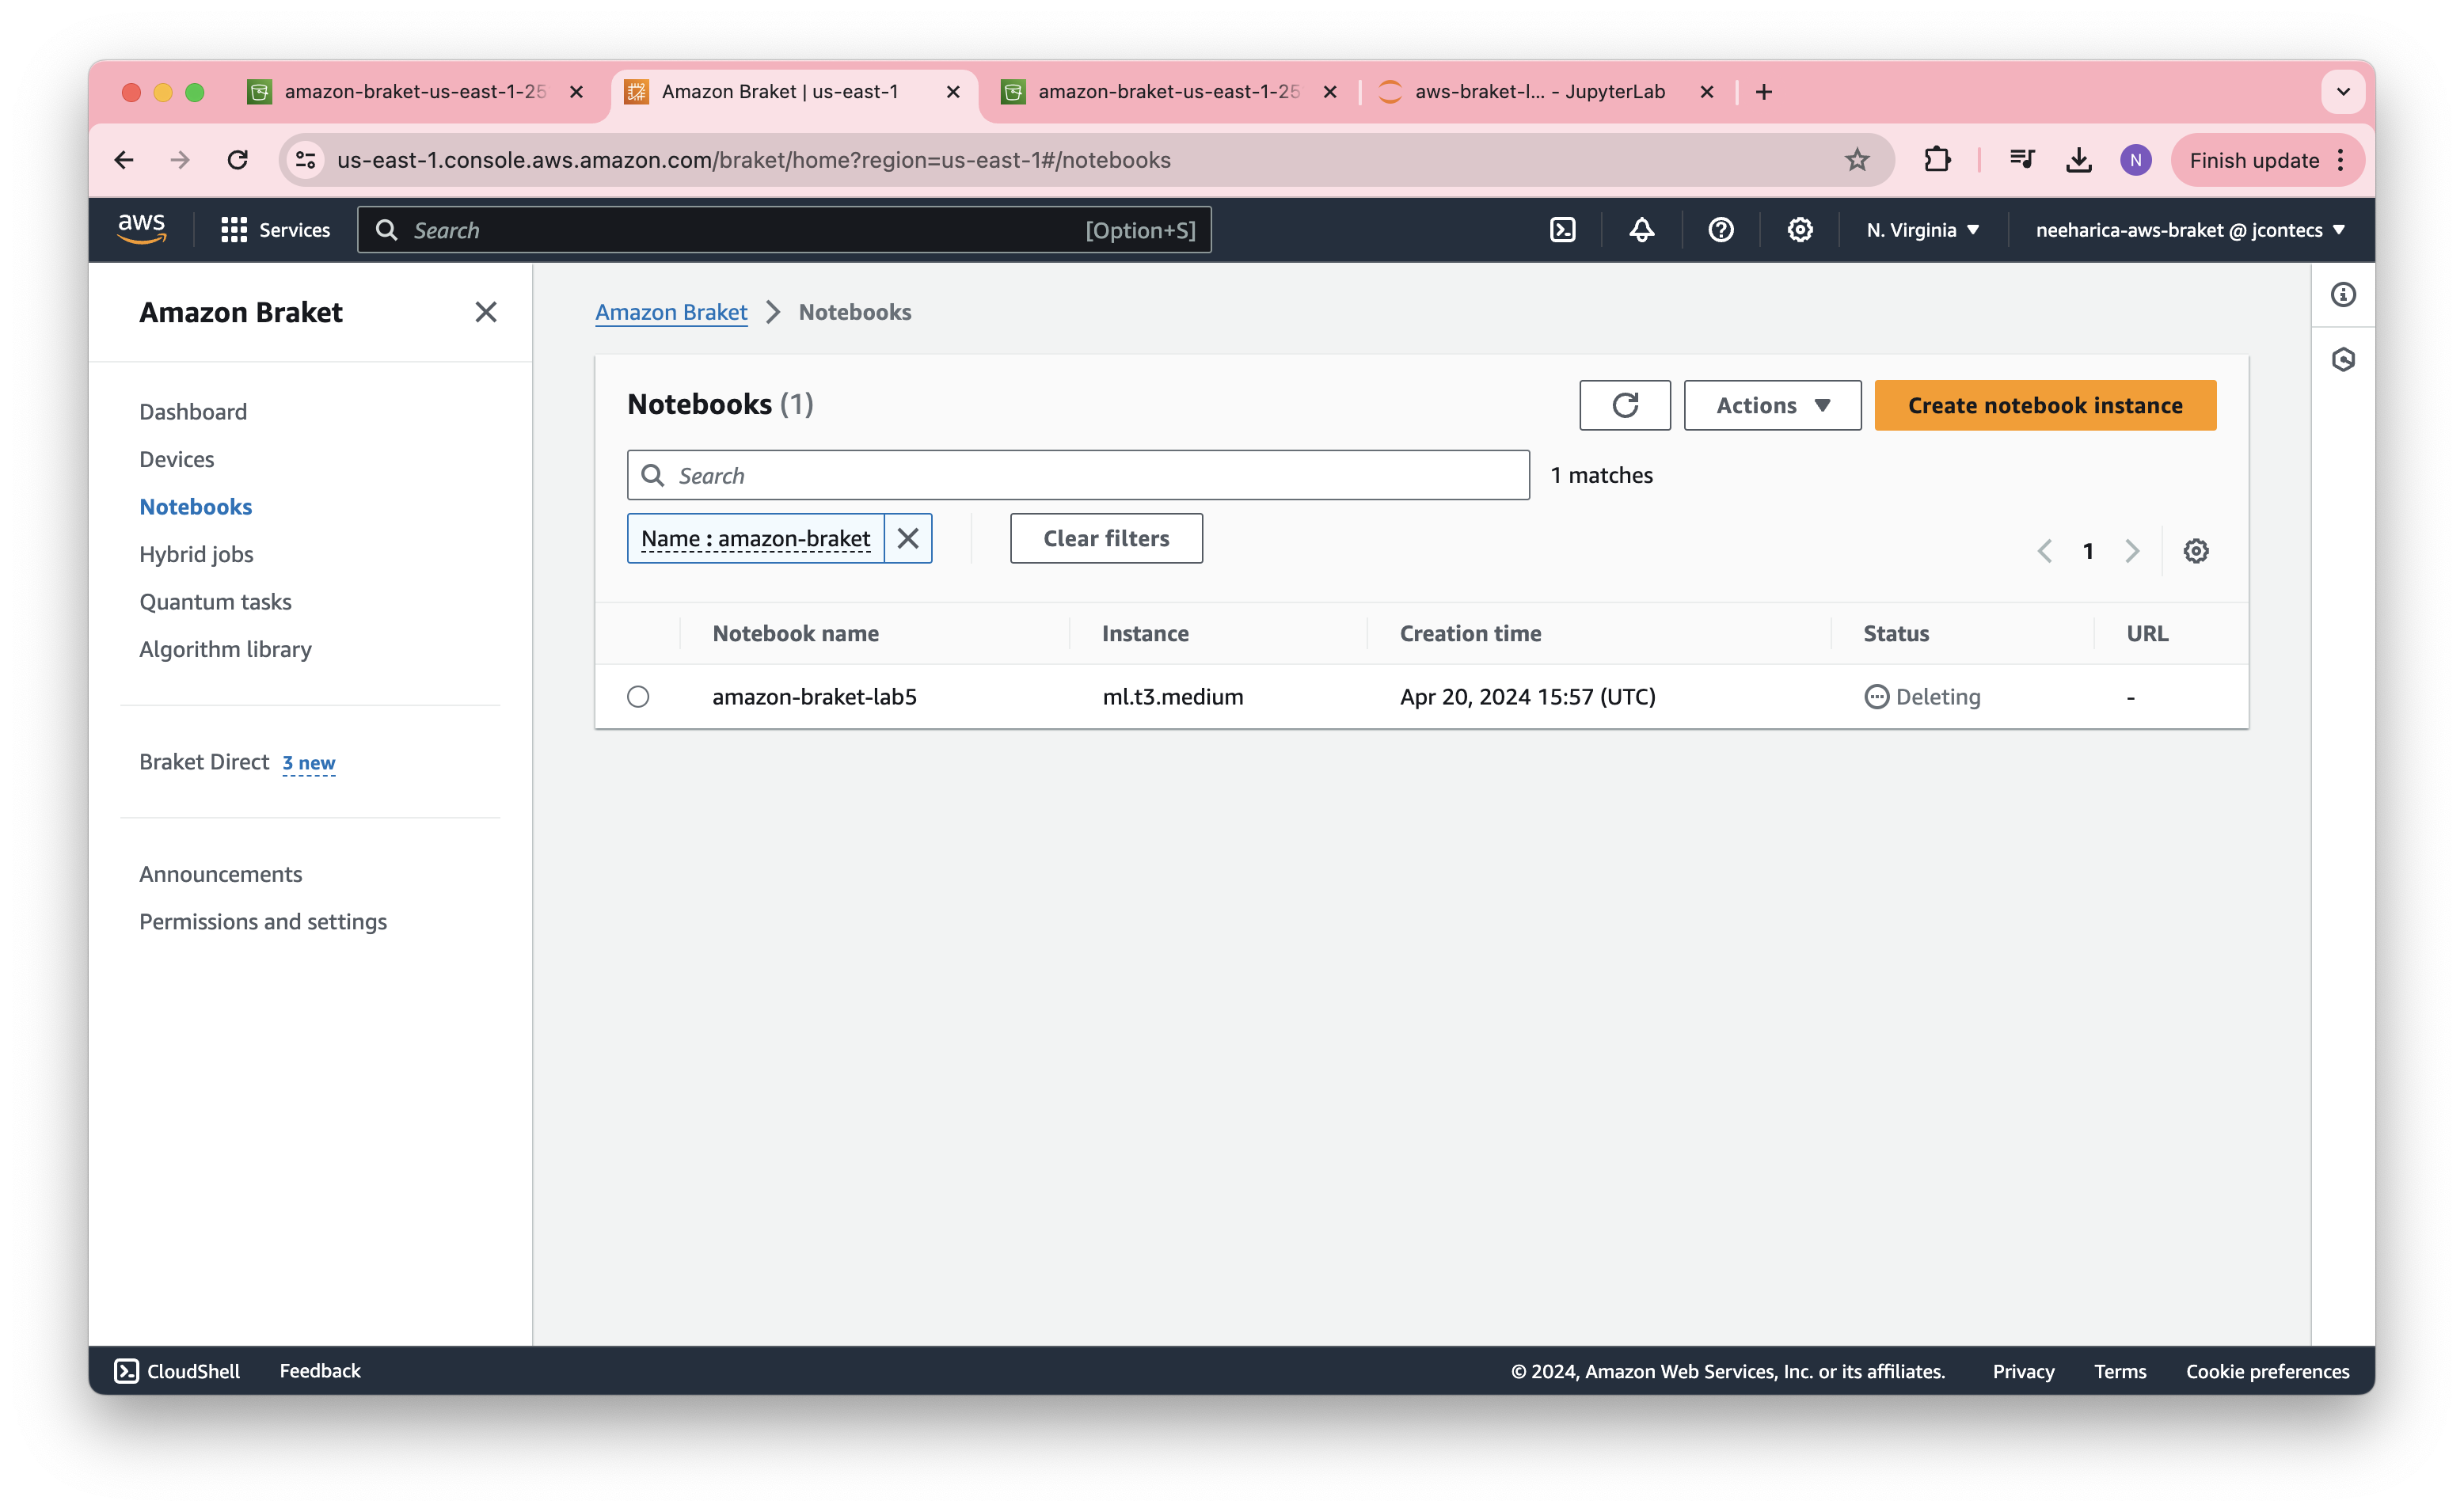 amazon-braket-us-east-1-25
Amazon Braket | us-east-1
amazon-braket-us-east-1-25
aws-braket-l... - JupyterLab
us-east-1.console.aws.amazon.com/braket/home?region=us-east-1#/notebooks
N
Finish update
aws
Services
Search
[Option+S]
N. Virginia
neeharica-aws-braket @ jcontecs
Amazon Braket
Dashboard
Devices
Notebooks
Hybrid jobs
Quantum tasks
Algorithm library
Braket Direct 3 new
Announcements
Permissions and settings
Amazon Braket > Notebooks
Notebooks (1)
Actions
Create notebook instance
Search
1 matches
Name : amazon-braket
Clear filters
1
Notebook name Instance Creation time Status URL
amazon-braket-lab5 ml.t3.medium Apr 20, 2024 15:57 (UTC) Deleting -
CloudShell
Feedback
© 2024, Amazon Web Services, Inc. or its affiliates.
Privacy
Terms
Cookie preferences